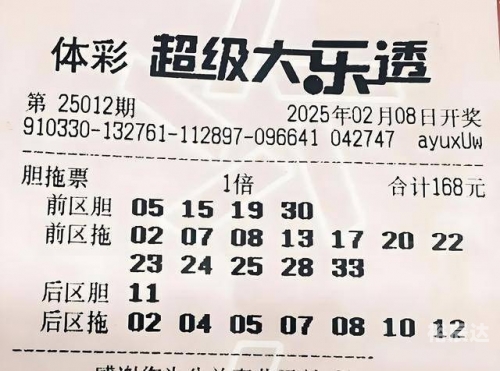 体彩 超级大乐透
第 25012期 2025年02月08日开奖
910330-132761-112897-096641 042747 ayuxUw
胆拖票 1倍 合计168元
前区胆 05 15 19 30
前区拖 02 07 08 13 17 20 22
23 24 25 28 33
后区胆 11
后区拖 02 04 05 07 08 10 12